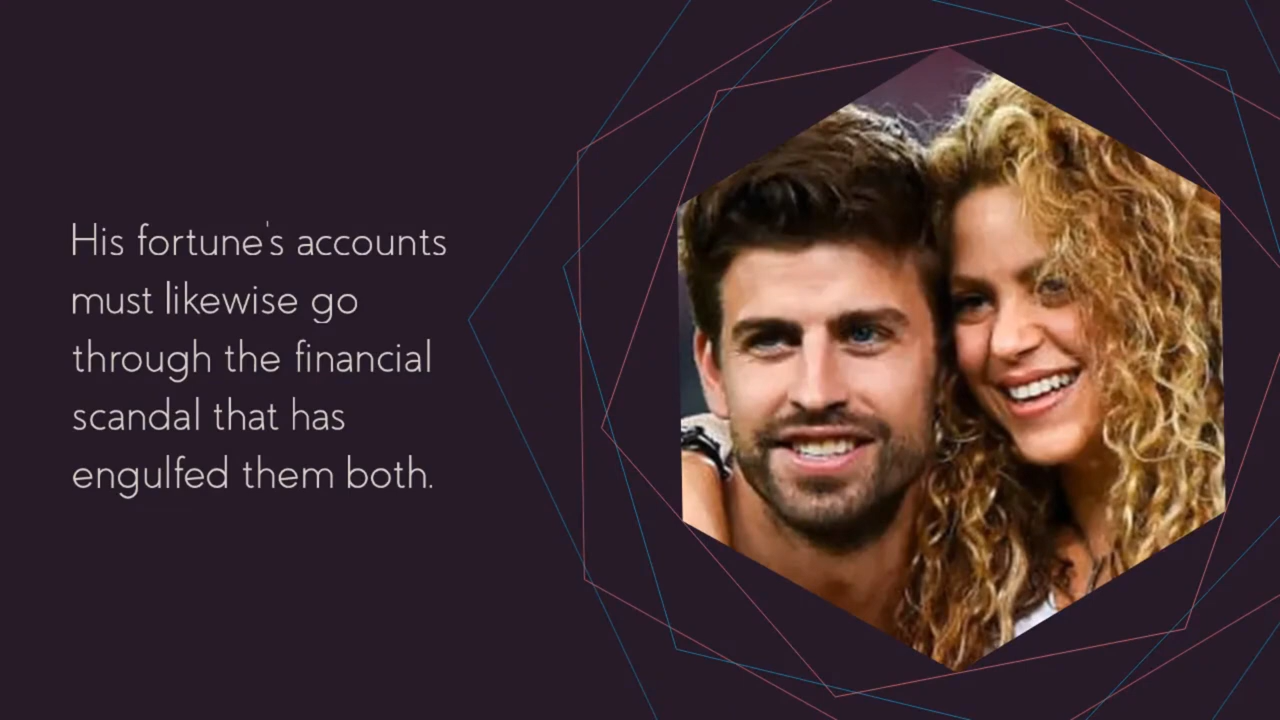 His fortune's accounts
must likewise go
through the financial
scandal that has
engulfed them both.